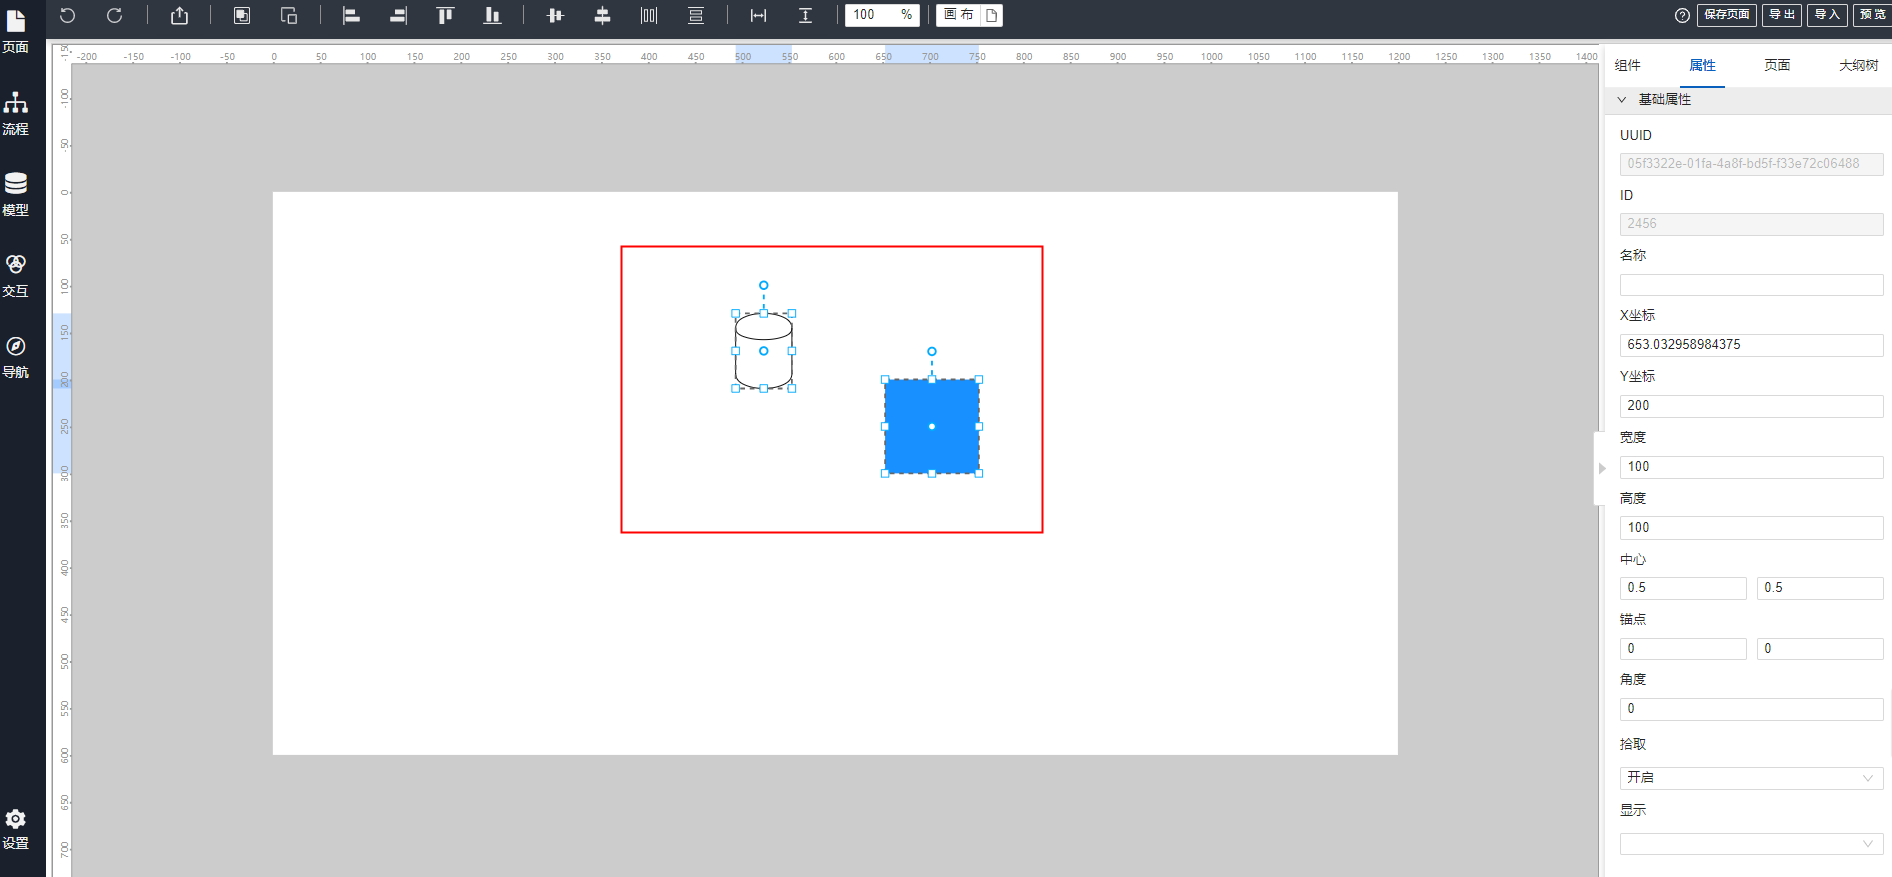 100 %
画 布
保存页面
导 出
导 入
预 览
页面
流程
模型
交互
导航
设置
-200 -150 -100 -50 0 50 100 150 200 250 300 350 400 450 500 550 600 650 700 750 800 850 900 950 1000 1050 1100 1150 1200 1250 1300 1350 1400
-150
-100
-50
0
50
100
150
200
250
300
350
400
450
500
550
600
650
700
组件 属性 页面 大纲树
基础属性
UUID
05f3322e-01fa-4a8f-bd5f-f33e72c06488
ID
2456
名称
X坐标
653.032958984375
Y坐标
200
宽度
100
高度
100
中心
0.5 0.5
锚点
0 0
角度
0
拾取
开启
显示